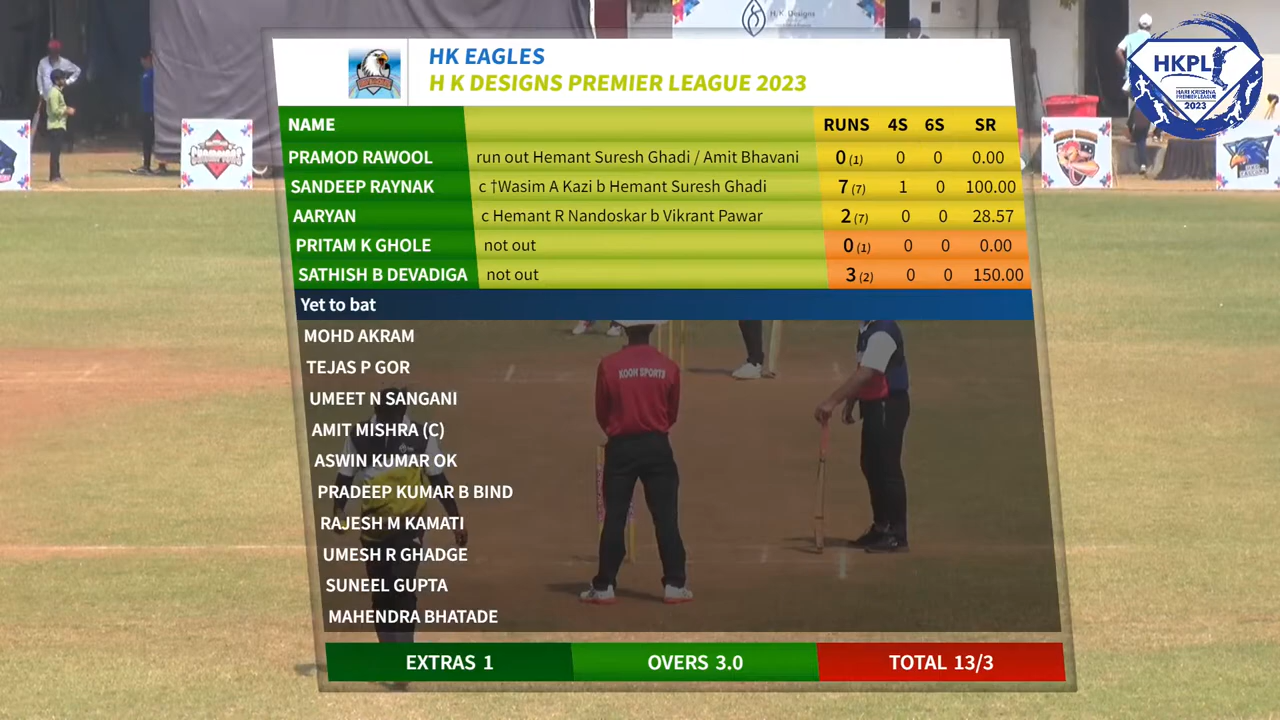 H.K. Designs
HK EAGLES
H K DESIGNS PREMIER LEAGUE 2023
HKPL
HARI KRISHNA
PREMIER LEAGUE
2023
NAME RUNS 4S 6S SR
PRAMOD RAWOOL run out Hemant Suresh Ghadi / Amit Bhavani 0 (1) 0 0 0.00
SANDEEP RAYNAK c †Wasim A Kazi b Hemant Suresh Ghadi 7 (7) 1 0 100.00
AARYAN c Hemant R Nandoskar b Vikrant Pawar 2 (7) 0 0 28.57
PRITAM K GHOLE not out 0 (1) 0 0 0.00
SATHISH B DEVADIGA not out 3 (2) 0 0 150.00
Yet to bat
MOHD AKRAM
TEJAS P GOR
UMEET N SANGANI
AMIT MISHRA (C)
ASWIN KUMAR OK
PRADEEP KUMAR B BIND
RAJESH M KAMATI
UMESH R GHADGE
SUNEEL GUPTA
MAHENDRA BHATADE
KOOH SPORTS
EXTRAS 1 OVERS 3.0 TOTAL 13/3